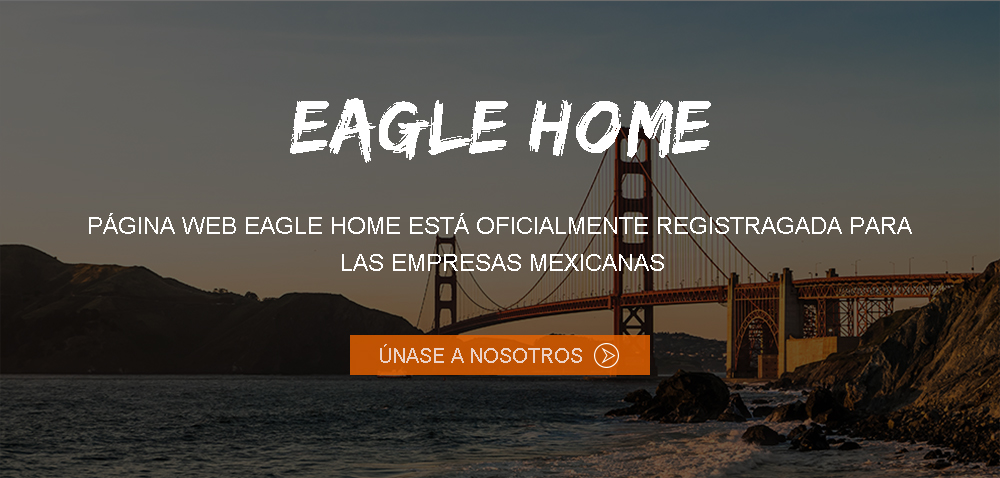 EAGLE HOME
PÁGINA WEB EAGLE HOME ESTÁ OFICIALMENTE REGISTRAGADA PARA
LAS EMPRESAS MEXICANAS
ÚNASE A NOSOTROS